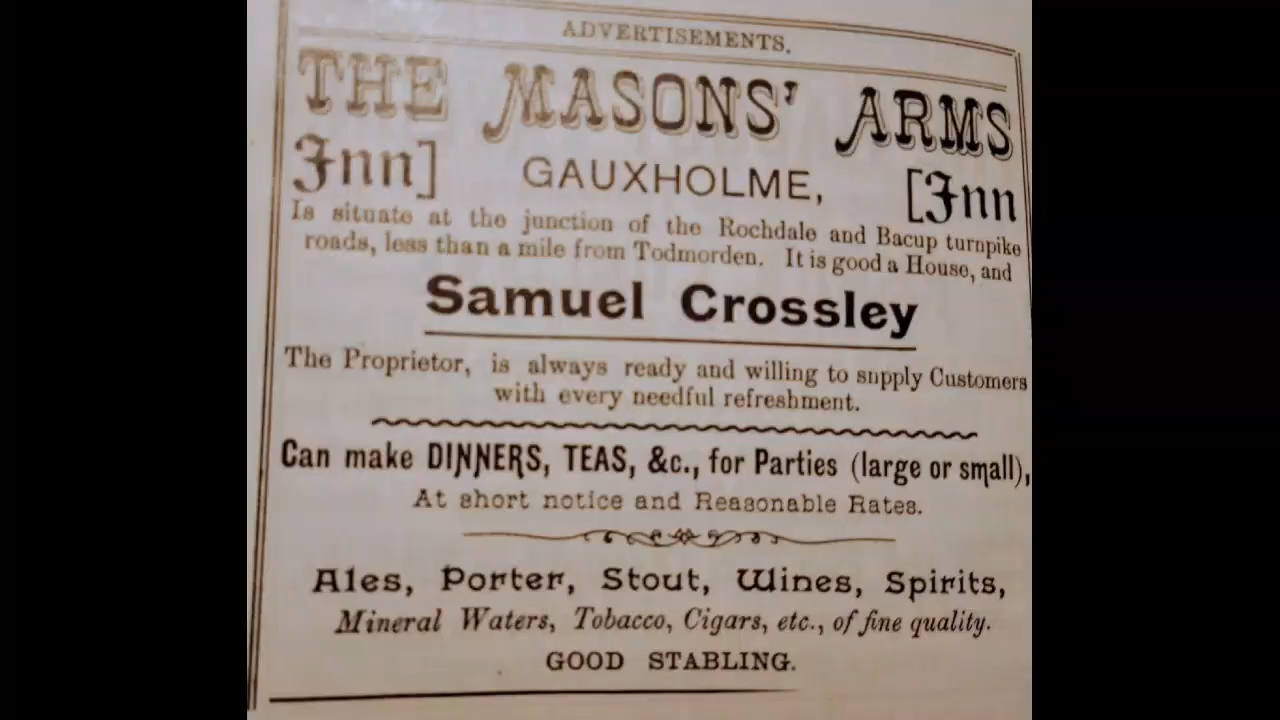 ADVERTISEMENTS.
THE MASONS' ARMS
Inn] GAUXHOLME, [Inn
Is situate at the junction of the Rochdale and Bacup turnpike
roads, less than a mile from Todmorden. It is good a House, and
Samuel Crossley
The Proprietor, is always ready and willing to supply Customers
with every needful refreshment.
Can make DINNERS, TEAS, &c., for Parties (large or small),
At short notice and Reasonable Rates.
Ales, Porter, Stout, Wines, Spirits,
Mineral Waters, Tobacco, Cigars, etc., of fine quality.
GOOD STABLING.